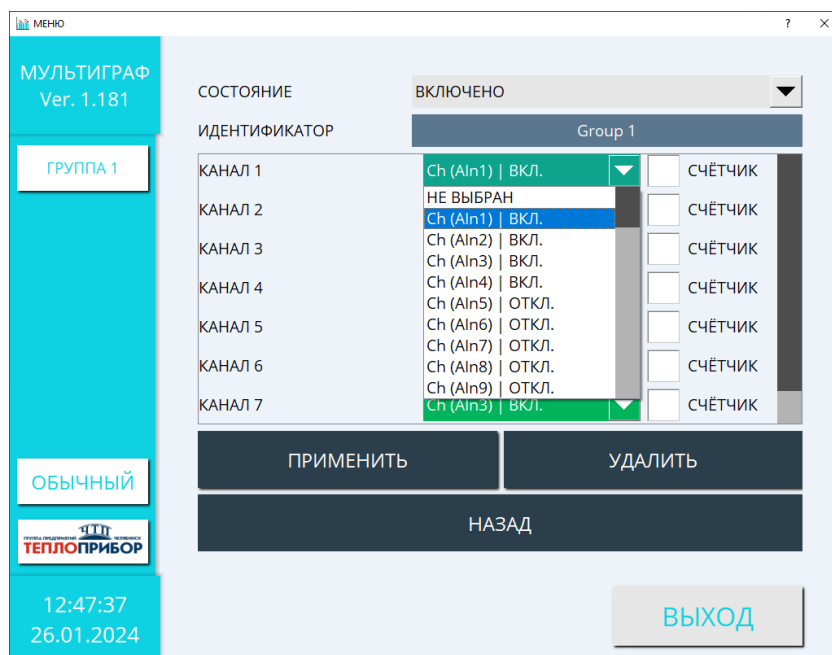 МЕНЮ
?
×
МУЛЬТИГРАФ
Ver. 1.181
ГРУППА 1
ОБЫЧНЫЙ
ЧТП
ГРУППА ПРЕДПРИЯТИЙ ЧЕЛЯБИНСК
ТЕПЛОПРИБОР
12:47:37
26.01.2024
СОСТОЯНИЕ ВКЛЮЧЕНО
ИДЕНТИФИКАТОР Group 1
КАНАЛ 1 Ch (AIn1) | ВКЛ. СЧЁТЧИК
НЕ ВЫБРАН
КАНАЛ 2 Ch (AIn1) | ВКЛ. СЧЁТЧИК
Ch (AIn2) | ВКЛ.
КАНАЛ 3 Ch (AIn3) | ВКЛ. СЧЁТЧИК
КАНАЛ 4 Ch (AIn4) | ВКЛ. СЧЁТЧИК
Ch (AIn5) | ОТКЛ.
КАНАЛ 5 Ch (AIn6) | ОТКЛ. СЧЁТЧИК
Ch (AIn7) | ОТКЛ.
КАНАЛ 6 Ch (AIn8) | ОТКЛ. СЧЁТЧИК
Ch (AIn9) | ОТКЛ.
КАНАЛ 7 Ch (AIn3) | ВКЛ. СЧЁТЧИК
ПРИМЕНИТЬ УДАЛИТЬ
НАЗАД
ВЫХОД